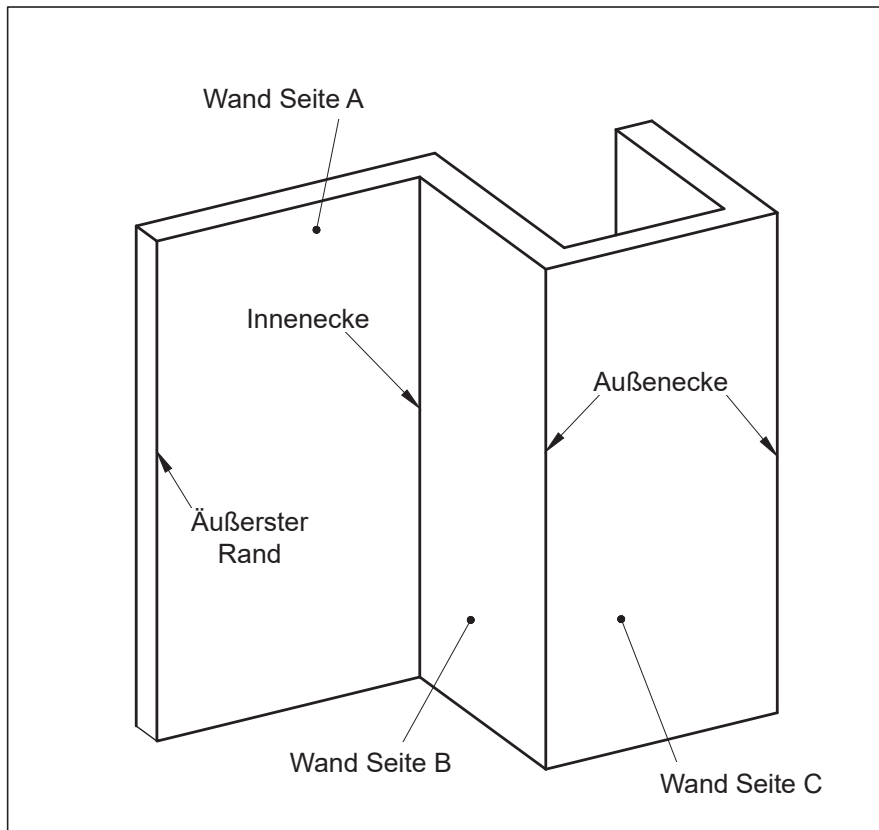 Wand Seite A
Innenecke
Außenecke
Äußerster
Rand
Wand Seite B
Wand Seite C